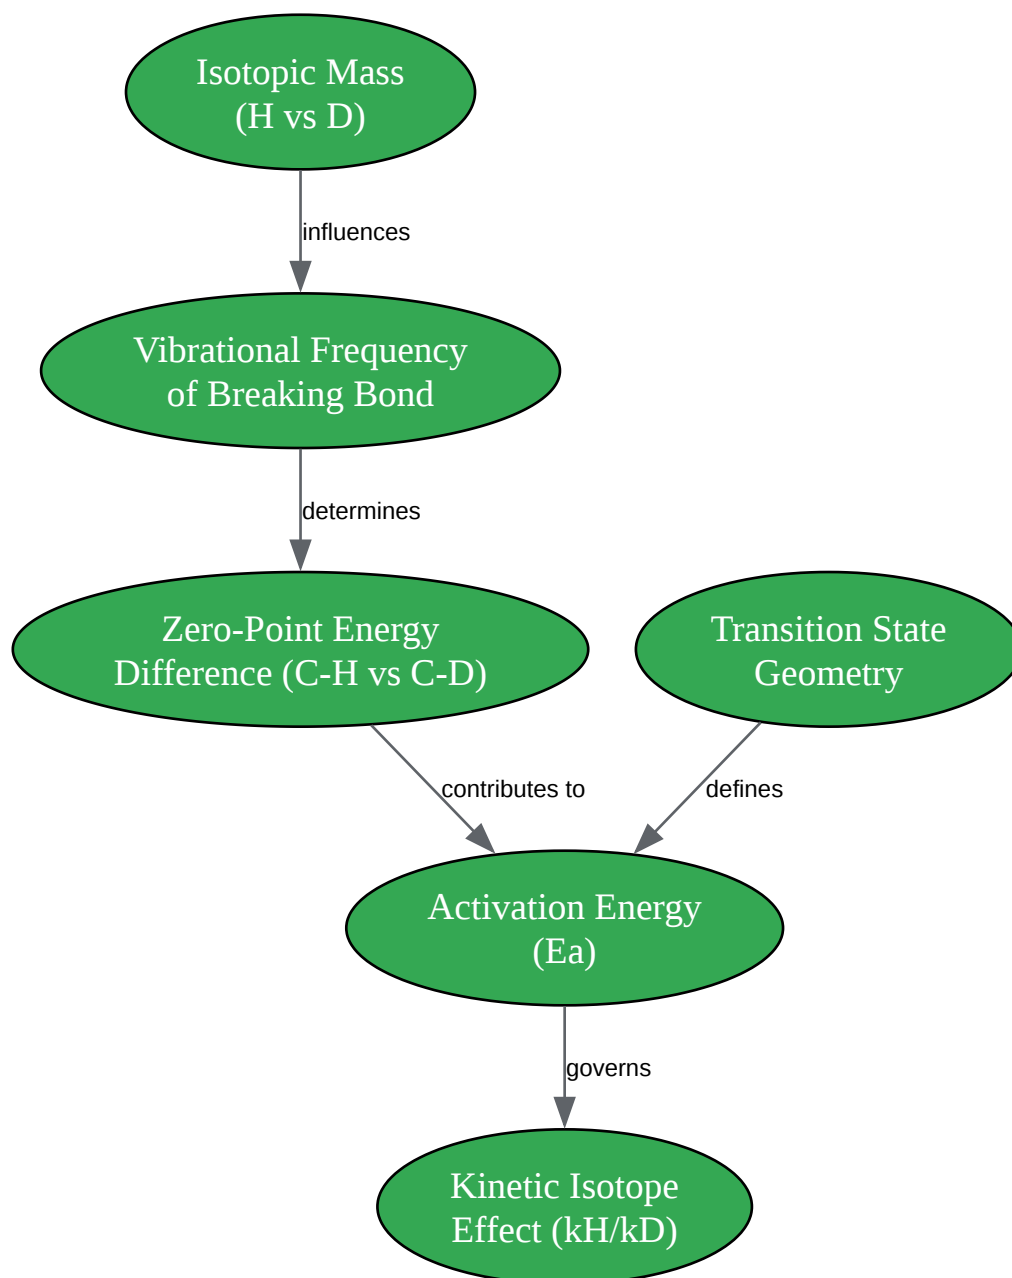 Isotopic Mass
(H vs D)
influences
Vibrational Frequency
of Breaking Bond
determines
Zero-Point Energy
Difference (C-H vs C-D)
Transition State
Geometry
contributes to
defines
Activation Energy
(Ea)
governs
Kinetic Isotope
Effect (kH/kD)